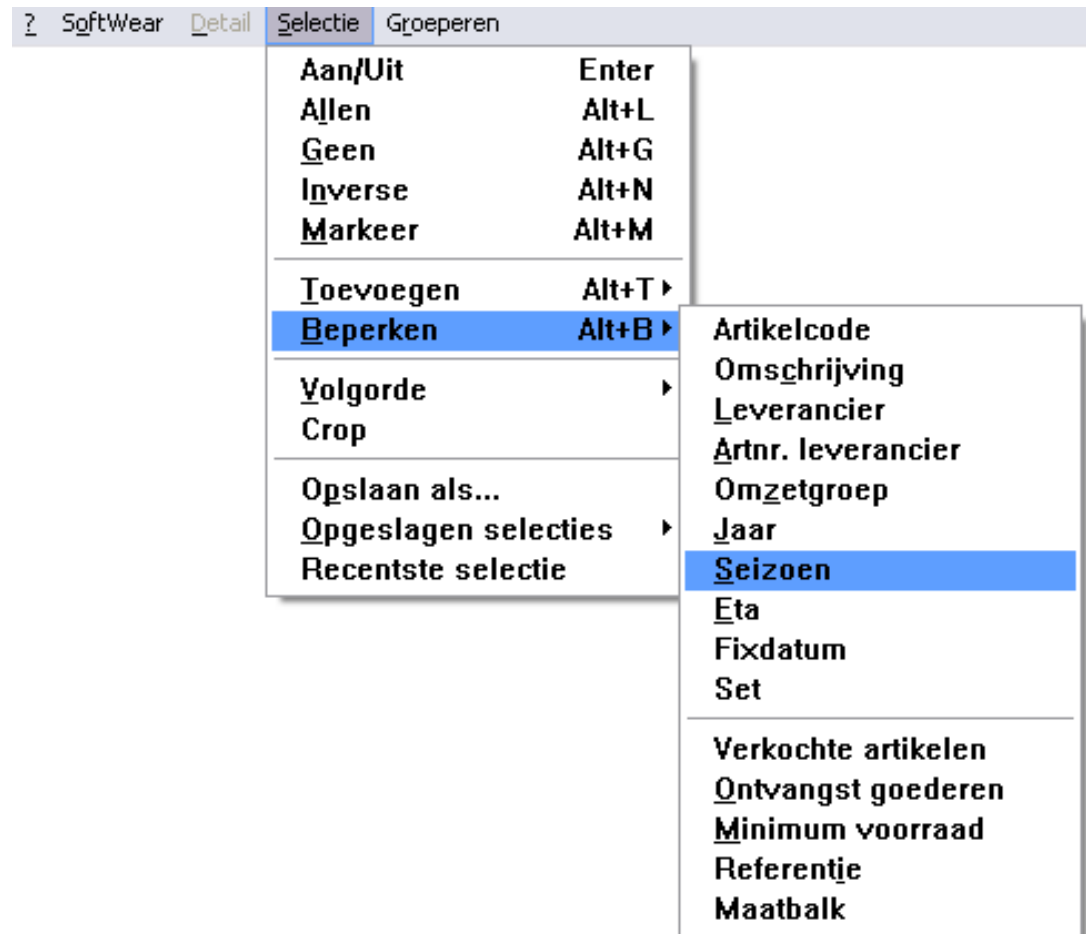 ? SoftWear Detail Selectie Groeperen
Aan/Uit Enter
Allen Alt+L
Geen Alt+G
Inverse Alt+N
Markeer Alt+M
Toevoegen Alt+T
Beperken Alt+B
Volgorde
Crop
Opslaan als...
Opgeslagen selecties
Recentste selectie
Artikelcode
Omschrijving
Leverancier
Artnr. leverancier
Omzetgroep
Jaar
Seizoen
Eta
Fixdatum
Set
Verkochte artikelen
Ontvangst goederen
Minimum voorraad
Referentie
Maatbalk